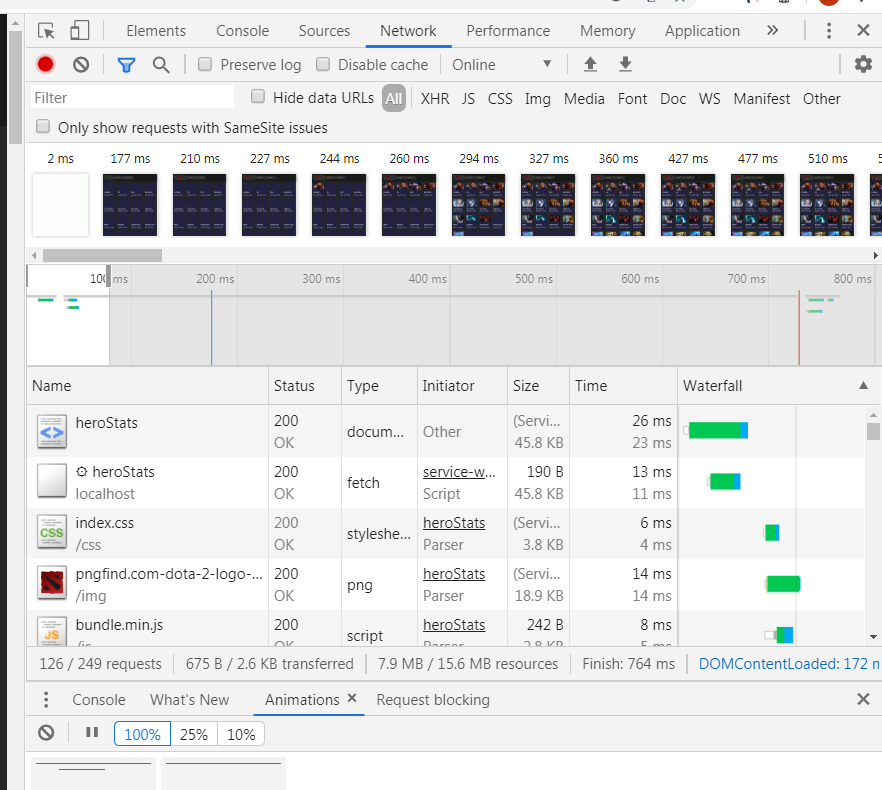 Elements Console Sources Network Performance Memory Application »
Preserve log Disable cache Online
Filter Hide data URLs All XHR JS CSS Img Media Font Doc WS Manifest Other
Only show requests with SameSite issues
2 ms 177 ms 210 ms 227 ms 244 ms 260 ms 294 ms 327 ms 360 ms 427 ms 477 ms 510 ms 5
100 ms 200 ms 300 ms 400 ms 500 ms 600 ms 700 ms 800 ms
Name Status Type Initiator Size Time Waterfall
heroStats 200 docum... Other (Servi... 26 ms
OK 45.8 KB 23 ms
heroStats 200 fetch service-w... 190 B 13 ms
localhost OK Script 45.8 KB 11 ms
index.css 200 styleshe... heroStats (Servi... 6 ms
/css OK Parser 3.8 KB 4 ms
pngfind.com-dota-2-logo-... 200 png heroStats (Servi... 14 ms
/img OK Parser 18.9 KB 14 ms
bundle.min.js 200 script heroStats 242 B 8 ms
/js OK Parser 2.8 KB 5 ms
126 / 249 requests 675 B / 2.6 KB transferred 7.9 MB / 15.6 MB resources Finish: 764 ms DOMContentLoaded: 172 n
Console What's New Animations Request blocking
100% 25% 10%